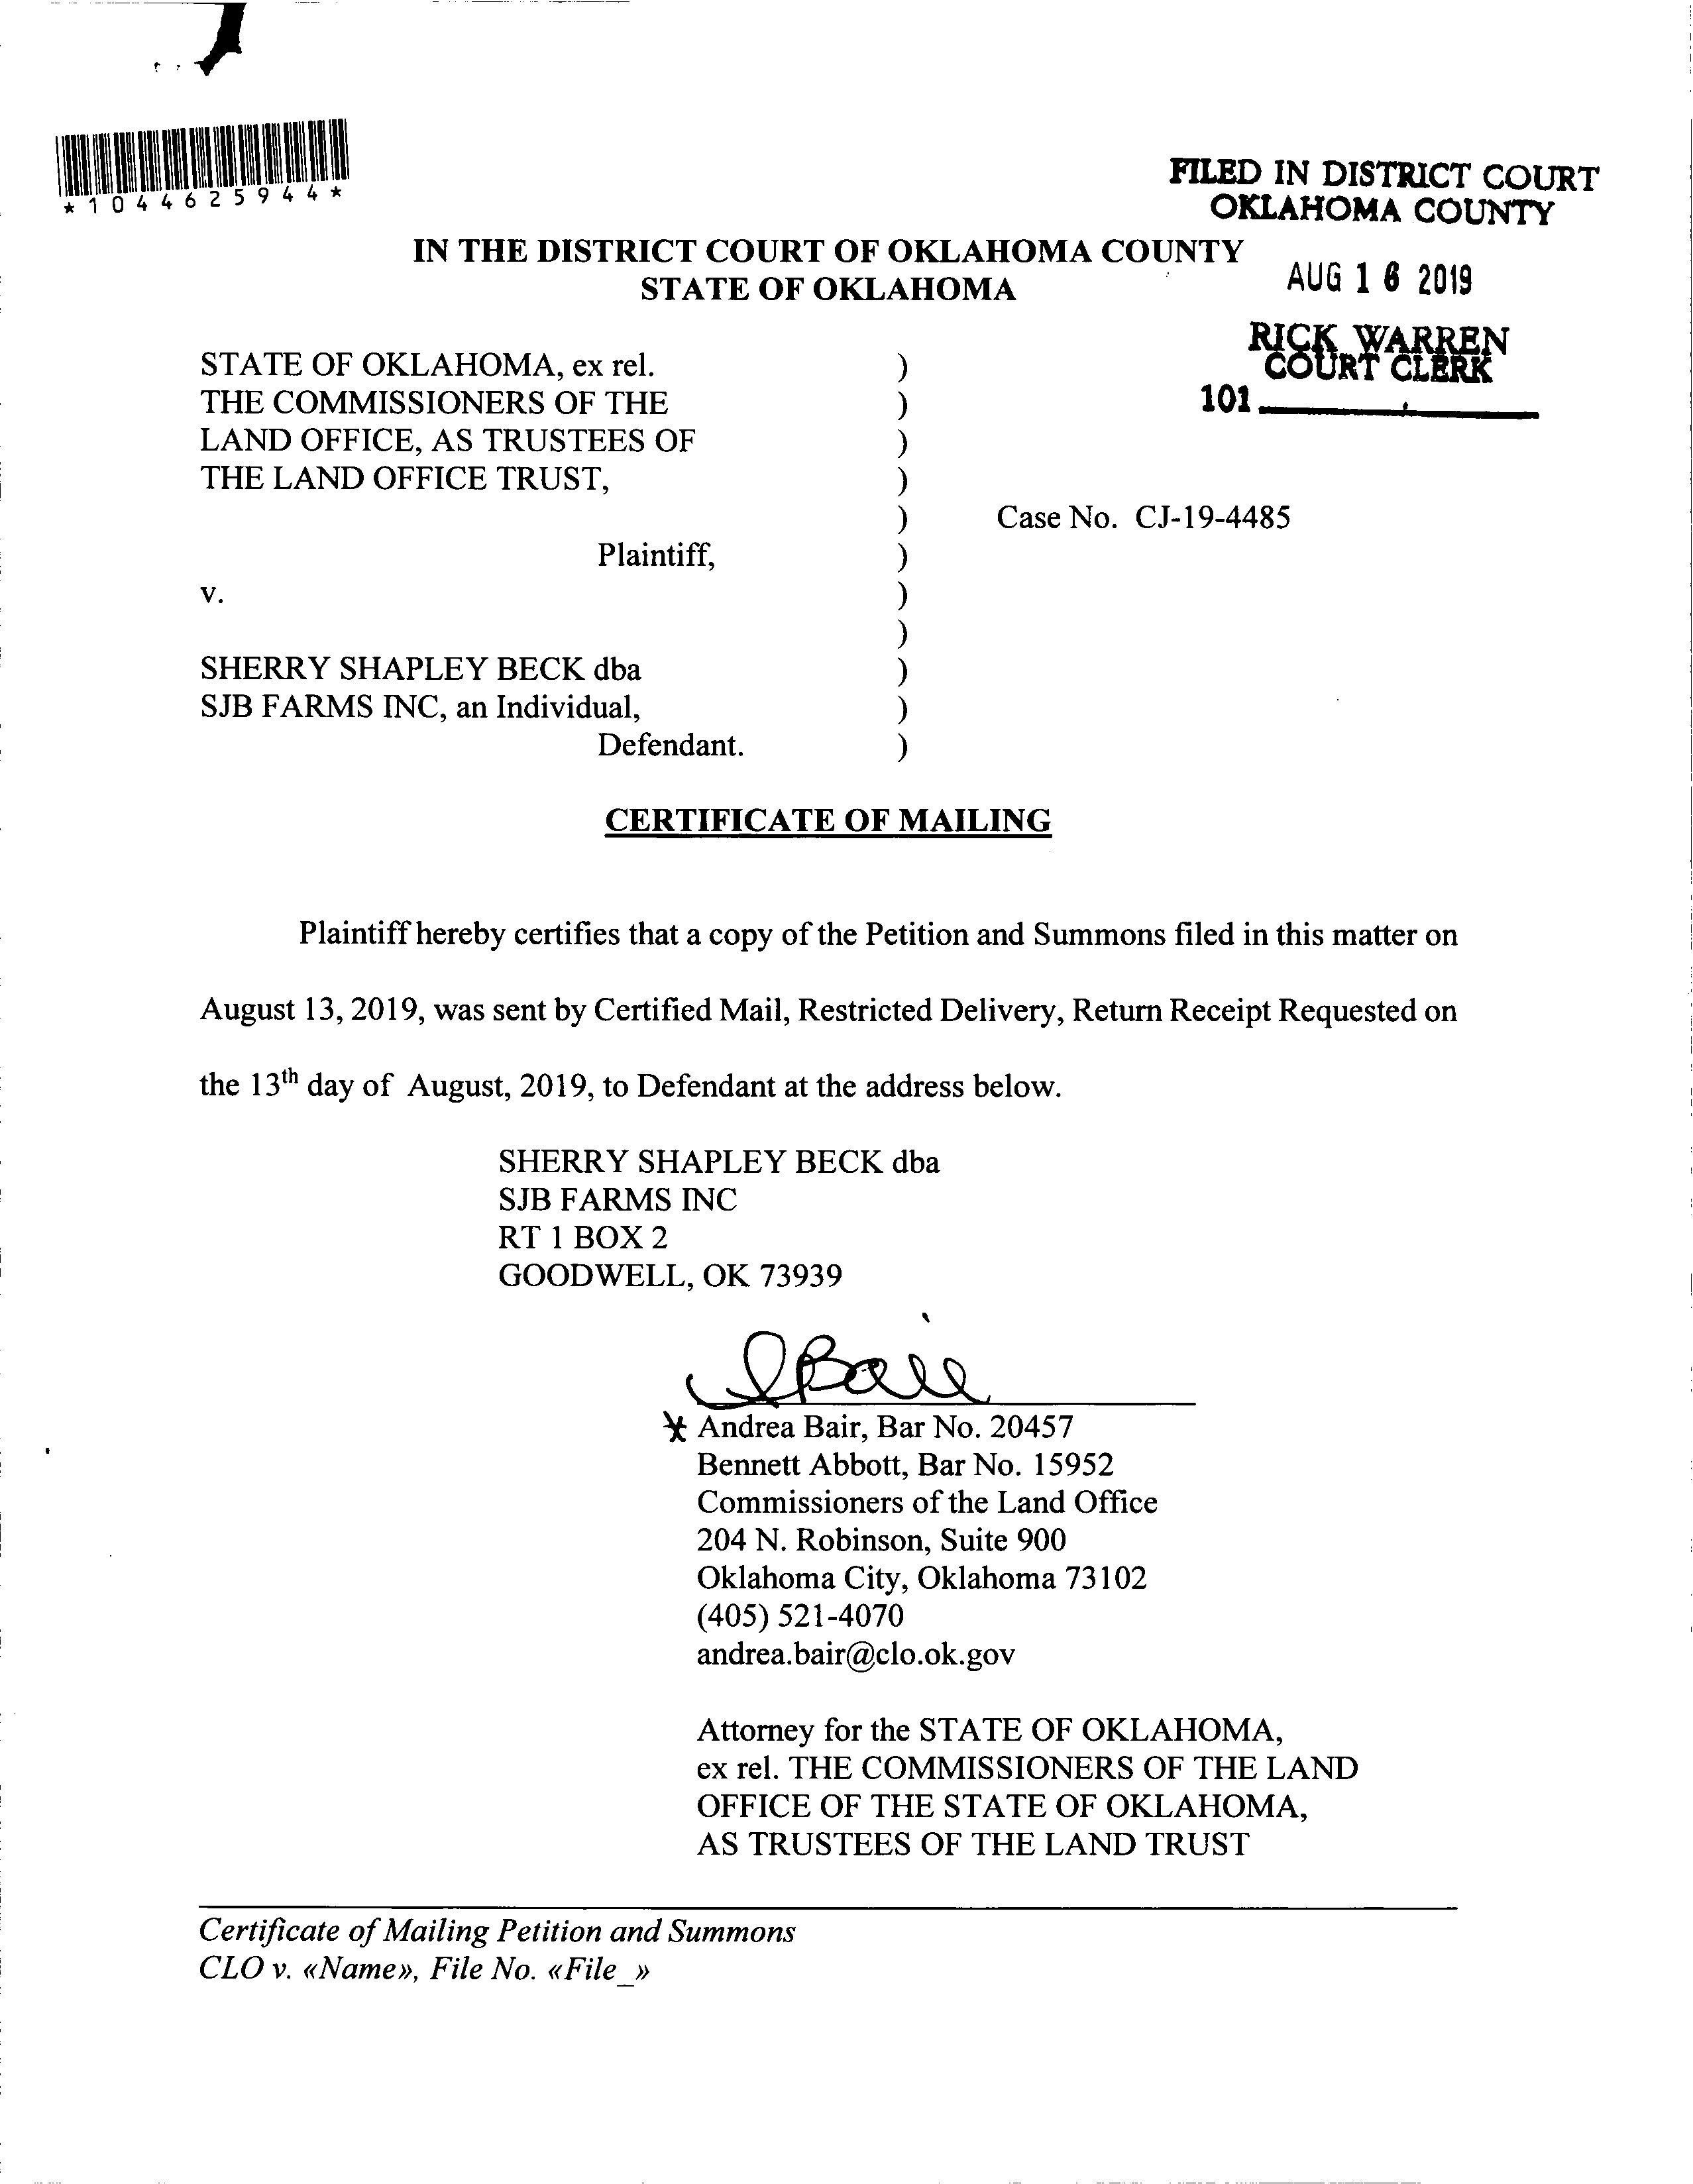 *1044625944*
FILED IN DISTRICT COURT
OKLAHOMA COUNTY
IN THE DISTRICT COURT OF OKLAHOMA COUNTY
STATE OF OKLAHOMA
AUG 16 2019
RICK WARREN
COURT CLERK
101
STATE OF OKLAHOMA, ex rel. )
THE COMMISSIONERS OF THE )
LAND OFFICE, AS TRUSTEES OF )
THE LAND OFFICE TRUST, )
) Case No. CJ-19-4485
Plaintiff, )
v. )
)
SHERRY SHAPLEY BECK dba )
SJB FARMS INC, an Individual, )
Defendant. )
CERTIFICATE OF MAILING
Plaintiff hereby certifies that a copy of the Petition and Summons filed in this matter on
August 13, 2019, was sent by Certified Mail, Restricted Delivery, Return Receipt Requested on
the 13th day of August, 2019, to Defendant at the address below.
SHERRY SHAPLEY BECK dba
SJB FARMS INC
RT 1 BOX 2
GOODWELL, OK 73939
Andrea Bair, Bar No. 20457
Bennett Abbott, Bar No. 15952
Commissioners of the Land Office
204 N. Robinson, Suite 900
Oklahoma City, Oklahoma 73102
(405) 521-4070
andrea.bair@clo.ok.gov
Attorney for the STATE OF OKLAHOMA,
ex rel. THE COMMISSIONERS OF THE LAND
OFFICE OF THE STATE OF OKLAHOMA,
AS TRUSTEES OF THE LAND TRUST
Certificate of Mailing Petition and Summons
CLO v. «Name», File No. «File_»